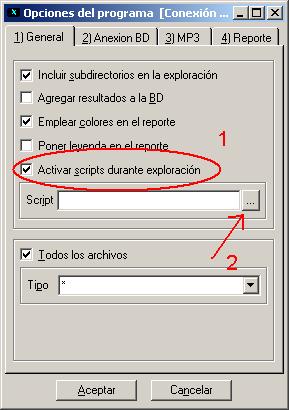 Opciones del programa [Conexión ...
1) General
2) Anexion BD
3) MP3
4) Reporte
Incluir subdirectorios en la exploración
Agregar resultados a la BD
Emplear colores en el reporte
1
Poner leyenda en el reporte
Activar scripts durante exploración
Script
...
2
Todos los archivos
Tipo
*
Aceptar
Cancelar